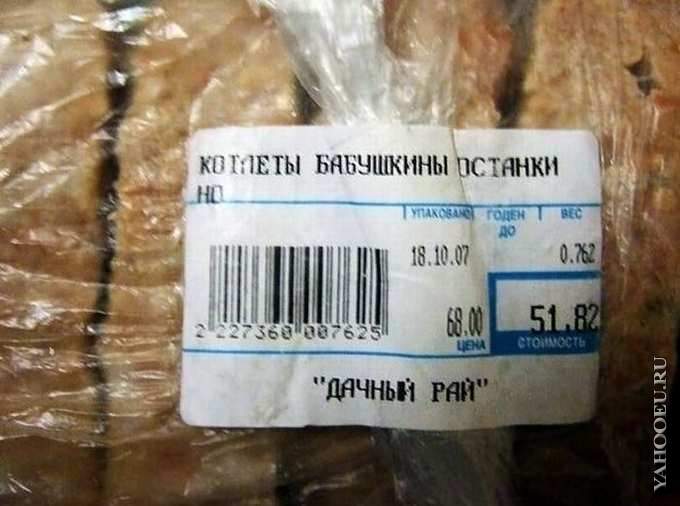 КОТЛЕТЫ БАБУШКИНЫ ОСТАНКИ
НО
УПАКОВАНО ГОДЕН ДО ВЕС
18.10.07 0.762
2 227360 007625
68.00 51.82
ЦЕНА СТОИМОСТЬ
"ДАЧНЫЙ РАЙ"
YAHOOEU.RU